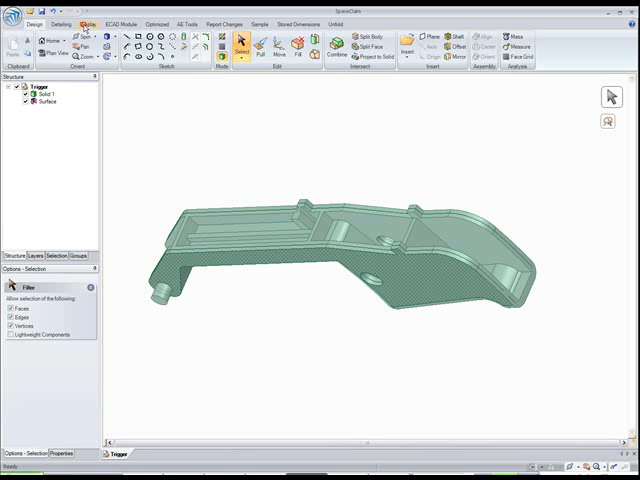 SpaceClaim
Design Detailing Display ECAD Module Optimized AE Tools Report Changes Sample Stored Dimensions Unfold
Paste
Home
Plan View
Spin
Pan
Zoom
Select
Pull
Move
Fill
Combine
Split Body
Split Face
Project to Solid
Insert
Plane
Axis
Origin
Shell
Offset
Mirror
Align
Orient
Mass
Measure
Face Grid
Clipboard Orient Sketch Mode Edit Intersect Insert Assembly Analysis
Structure
Trigger
Solid 1
Surface
Structure Layers Selection Groups
Options - Selection
Filter
Allow selection of the following:
Faces
Edges
Vertices
Lightweight Components
Options - Selection Properties
Trigger
Ready